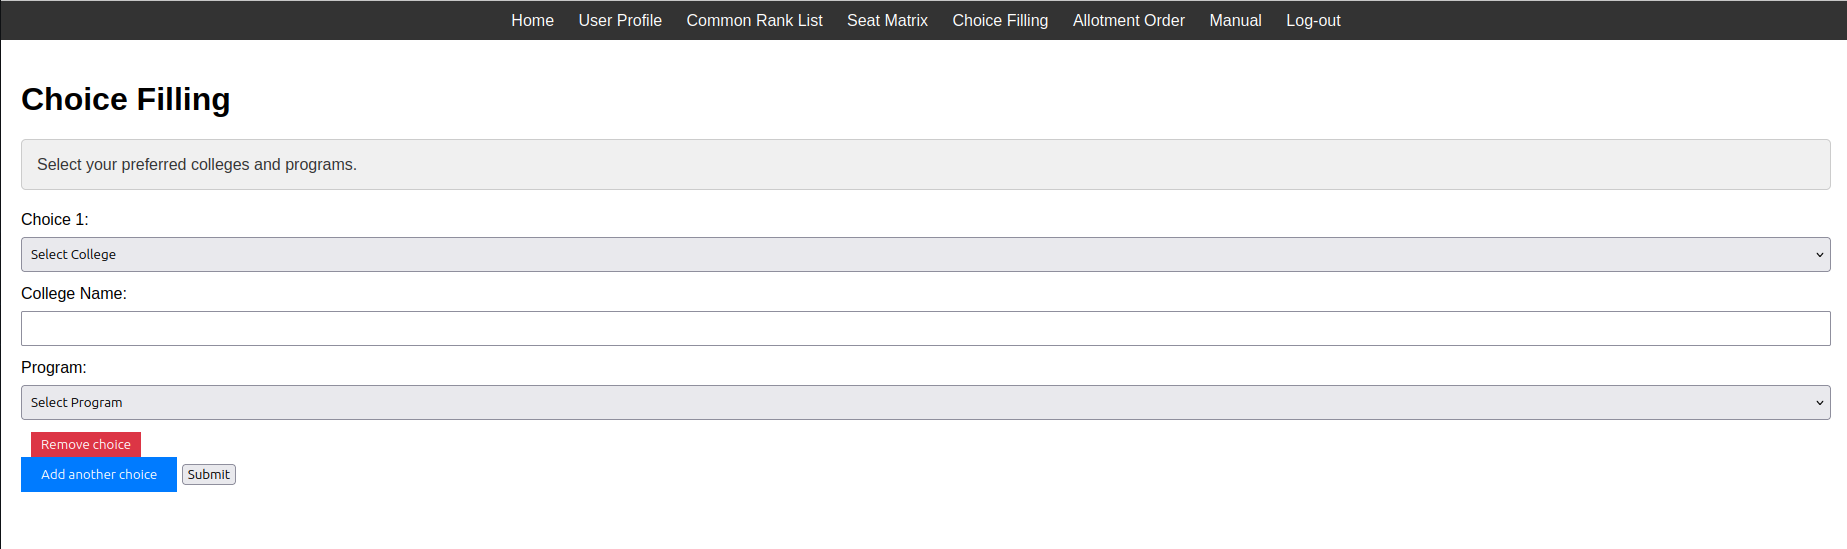 Home User Profile Common Rank List Seat Matrix Choice Filling Allotment Order Manual Log-out
Choice Filling
Select your preferred colleges and programs.
Choice 1:
Select College
College Name:
Program:
Select Program
Remove choice
Add another choice Submit